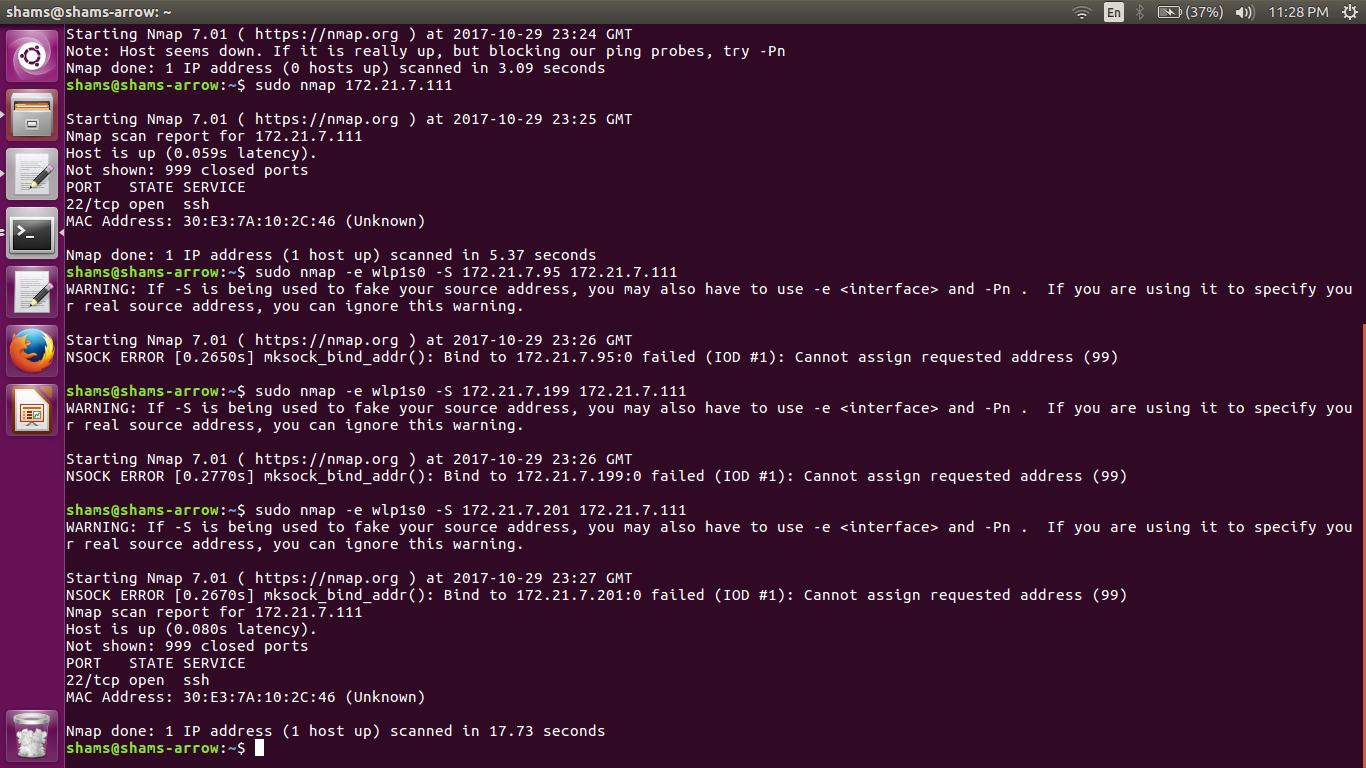 shams@shams-arrow: ~
En
(37%)
11:28 PM
Starting Nmap 7.01 ( https://nmap.org ) at 2017-10-29 23:24 GMT
Note: Host seems down. If it is really up, but blocking our ping probes, try -Pn
Nmap done: 1 IP address (0 hosts up) scanned in 3.09 seconds
shams@shams-arrow:~$ sudo nmap 172.21.7.111
Starting Nmap 7.01 ( https://nmap.org ) at 2017-10-29 23:25 GMT
Nmap scan report for 172.21.7.111
Host is up (0.059s latency).
Not shown: 999 closed ports
PORT   STATE SERVICE
22/tcp open  ssh
MAC Address: 30:E3:7A:10:2C:46 (Unknown)
Nmap done: 1 IP address (1 host up) scanned in 5.37 seconds
shams@shams-arrow:~$ sudo nmap -e wlp1s0 -S 172.21.7.95 172.21.7.111
WARNING: If -S is being used to fake your source address, you may also have to use -e <interface> and -Pn .  If you are using it to specify you
r real source address, you can ignore this warning.
Starting Nmap 7.01 ( https://nmap.org ) at 2017-10-29 23:26 GMT
NSOCK ERROR [0.2650s] mksock_bind_addr(): Bind to 172.21.7.95:0 failed (IOD #1): Cannot assign requested address (99)
shams@shams-arrow:~$ sudo nmap -e wlp1s0 -S 172.21.7.199 172.21.7.111
WARNING: If -S is being used to fake your source address, you may also have to use -e <interface> and -Pn .  If you are using it to specify you
r real source address, you can ignore this warning.
Starting Nmap 7.01 ( https://nmap.org ) at 2017-10-29 23:26 GMT
NSOCK ERROR [0.2770s] mksock_bind_addr(): Bind to 172.21.7.199:0 failed (IOD #1): Cannot assign requested address (99)
shams@shams-arrow:~$ sudo nmap -e wlp1s0 -S 172.21.7.201 172.21.7.111
WARNING: If -S is being used to fake your source address, you may also have to use -e <interface> and -Pn .  If you are using it to specify you
r real source address, you can ignore this warning.
Starting Nmap 7.01 ( https://nmap.org ) at 2017-10-29 23:27 GMT
NSOCK ERROR [0.2670s] mksock_bind_addr(): Bind to 172.21.7.201:0 failed (IOD #1): Cannot assign requested address (99)
Nmap scan report for 172.21.7.111
Host is up (0.080s latency).
Not shown: 999 closed ports
PORT   STATE SERVICE
22/tcp open  ssh
MAC Address: 30:E3:7A:10:2C:46 (Unknown)
Nmap done: 1 IP address (1 host up) scanned in 17.73 seconds
shams@shams-arrow:~$